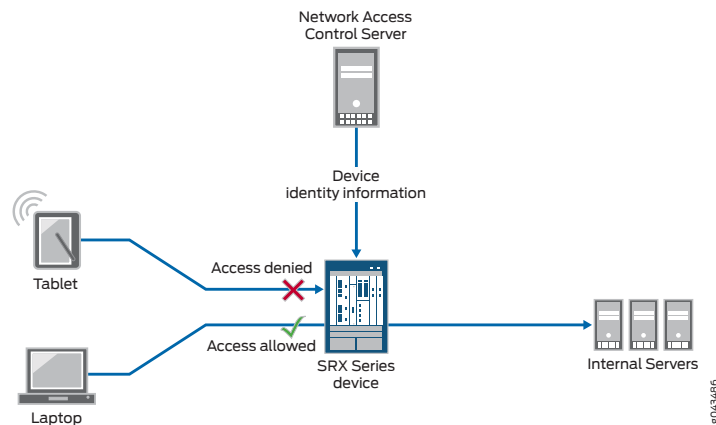 Network Access
Control Server
Device
identity information
Access denied
Tablet
Access allowed
SRX Series
device
Internal Servers
Laptop
g043486